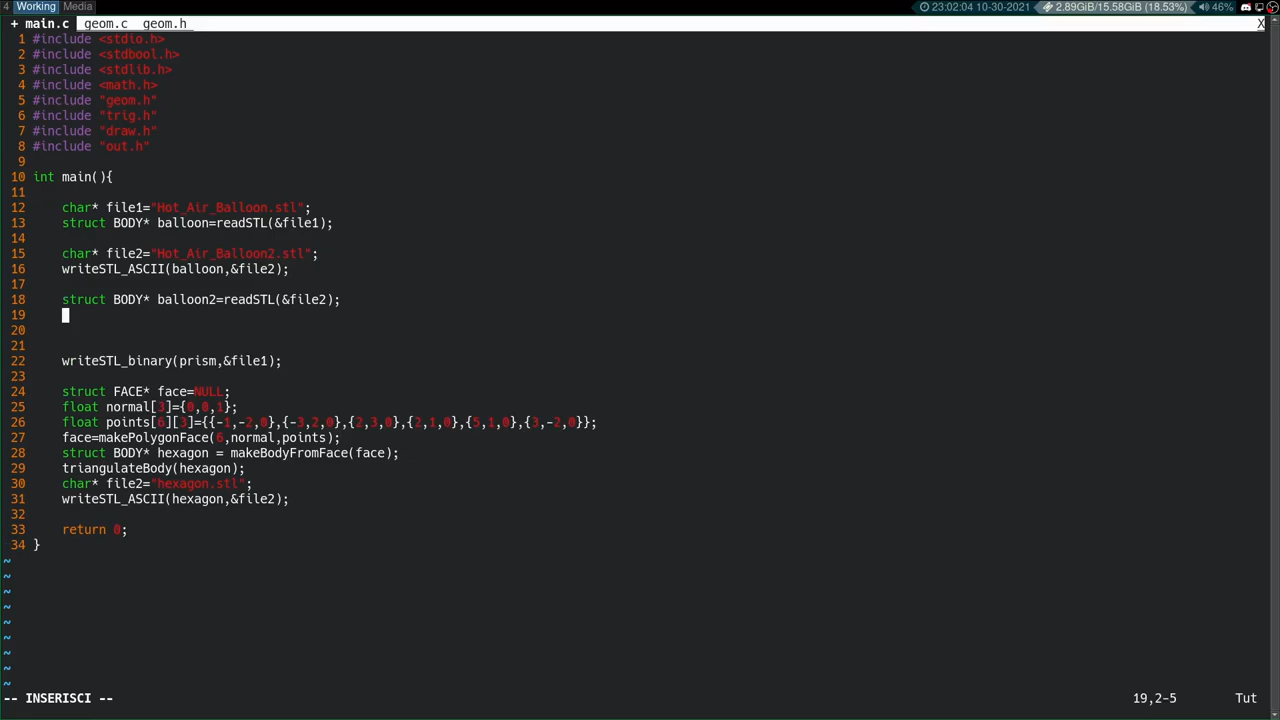 4 Working Media 23:02:04 10-30-2021 2.89GiB/15.58GiB (18.53%) 46%
+ main.c geom.c geom.h X
1 #include <stdio.h>
2 #include <stdbool.h>
3 #include <stdlib.h>
4 #include <math.h>
5 #include "geom.h"
6 #include "trig.h"
7 #include "draw.h"
8 #include "out.h"
9
10 int main(){
11
12 char* file1="Hot_Air_Balloon.stl";
13 struct BODY* balloon=readSTL(&file1);
14
15 char* file2="Hot_Air_Balloon2.stl";
16 writeSTL_ASCII(balloon,&file2);
17
18 struct BODY* balloon2=readSTL(&file2);
19
20
21
22 writeSTL_binary(prism,&file1);
23
24 struct FACE* face=NULL;
25 float normal[3]={0,0,1};
26 float points[6][3]={{-1,-2,0},{-3,2,0},{2,3,0},{2,1,0},{5,1,0},{3,-2,0}};
27 face=makePolygonFace(6,normal,points);
28 struct BODY* hexagon = makeBodyFromFace(face);
29 triangulateBody(hexagon);
30 char* file2="hexagon.stl";
31 writeSTL_ASCII(hexagon,&file2);
32
33 return 0;
34 }
~
~
~
~
~
~
~
~
~
-- INSERISCI -- 19,2-5 Tut